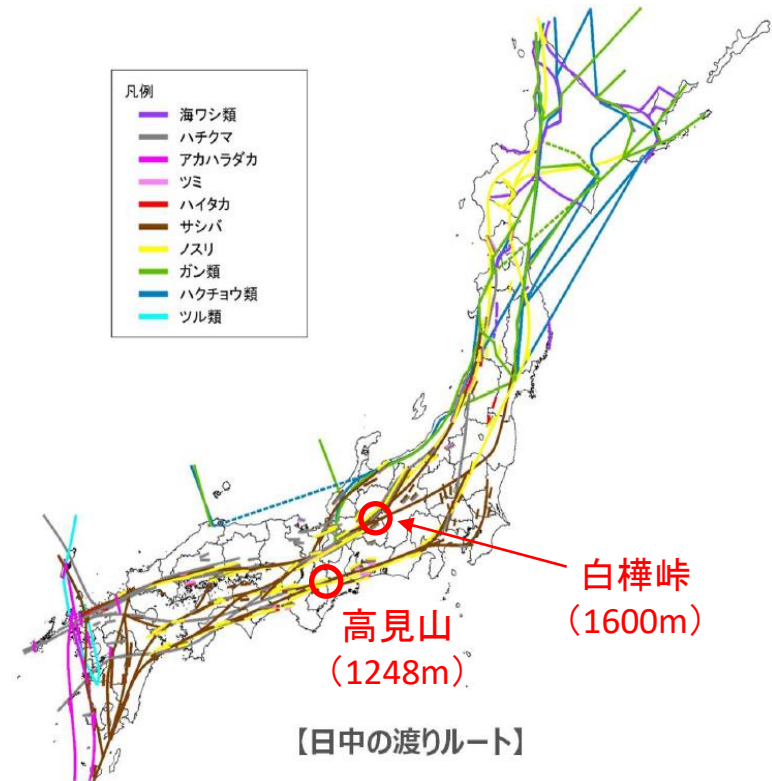 凡例
海ワシ類
ハチクマ
アカハラダカ
ツミ
ハイタカ
サシバ
ノスリ
ガン類
ハクチョウ類
ツル類
白樺峠
（1600m）
高見山
（1248m）
【日中の渡りルート】